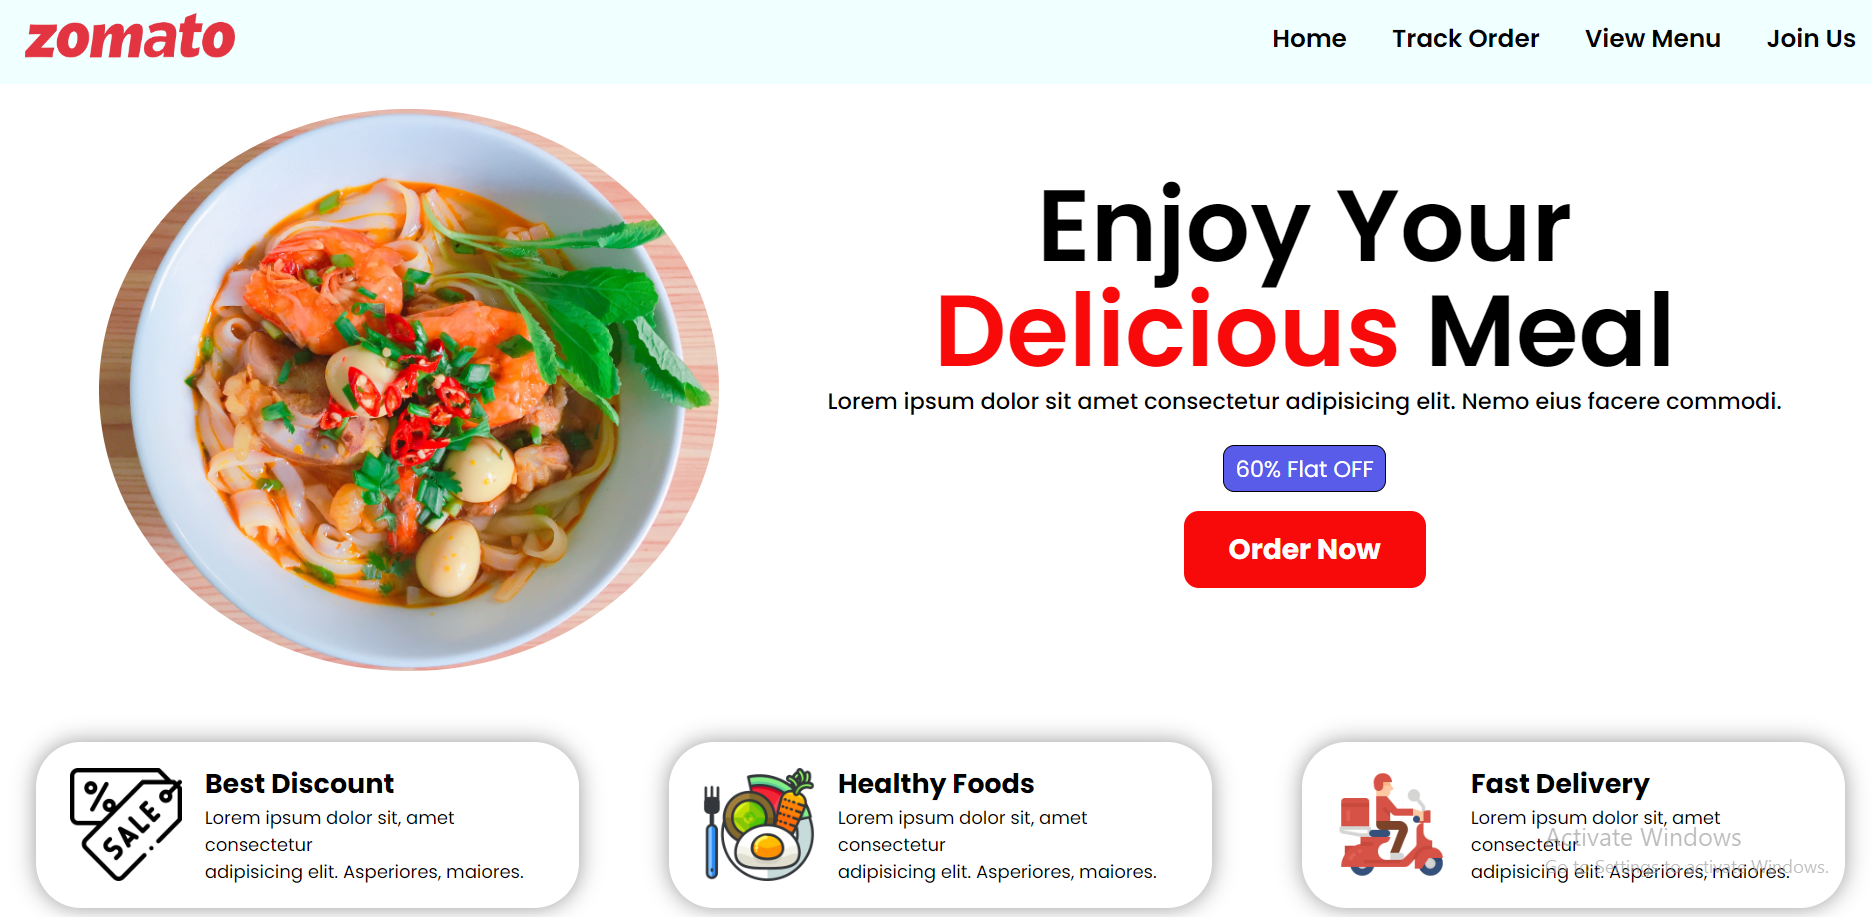 zomato
Home Track Order View Menu Join Us
Enjoy Your
Delicious Meal
Lorem ipsum dolor sit amet consectetur adipisicing elit. Nemo eius facere commodi.
60% Flat OFF
Order Now
%
SALE
Best Discount
Lorem ipsum dolor sit, amet
consectetur
adipisicing elit. Asperiores, maiores.
Healthy Foods
Lorem ipsum dolor sit, amet
consectetur
adipisicing elit. Asperiores, maiores.
Fast Delivery
Lorem ipsum dolor sit, amet
consectetur
adipisicing elit. Asperiores, maiores.
Activate Windows
Go to Settings to activate Windows.